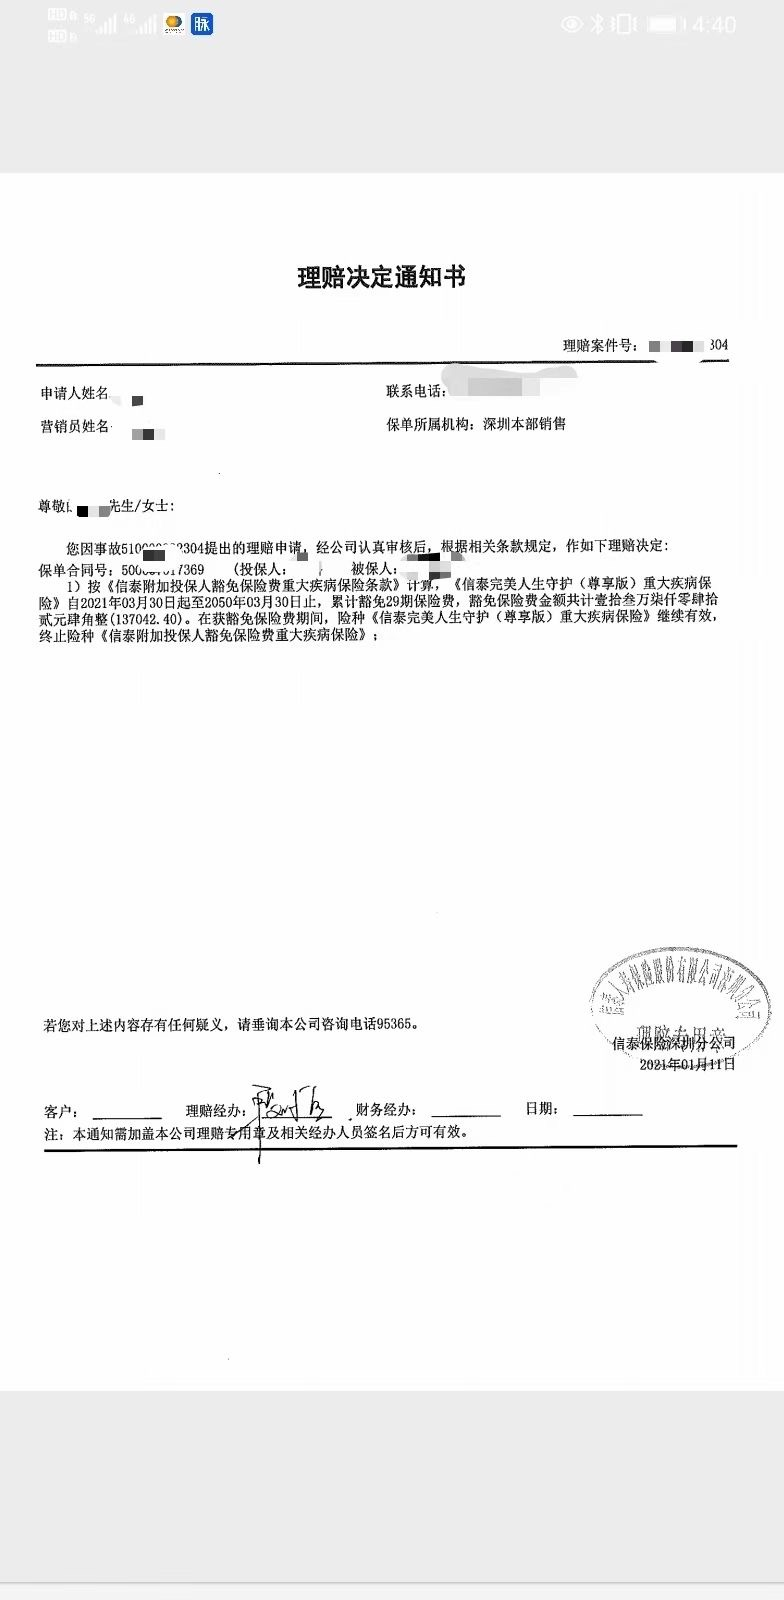 脉
4:40
理赔决定通知书
理赔案件号： 304
申请人姓名
联系电话：
营销员姓名
保单所属机构：深圳本部销售
尊敬 先生/女士：
您因事故510 2304提出的理赔申请，经公司认真审核后，根据相关条款规定，作如下理赔决定：
保单合同号：500 17369 （投保人： 被保人：
1）按《信泰附加投保人豁免保险费重大疾病保险条款》计算，《信泰完美人生守护（尊享版）重大疾病保
险》自2021年03月30日起至2050年03月30日止，累计豁免29期保险费，豁免保险费金额共计壹拾叁万柒仟零肆拾
贰元肆角整(137042.40)。在获豁免保险费期间，险种《信泰完美人生守护（尊享版）重大疾病保险》继续有效，
终止险种《信泰附加投保人豁免保险费重大疾病保险》；
若您对上述内容存有任何疑义，请垂询本公司咨询电话95365。
人寿保险股份有限公司深圳分公司
理赔专用章
信泰保险深圳分公司
2021年01月11日
客户： 理赔经办： 财务经办： 日期：
注：本通知需加盖本公司理赔专用章及相关经办人员签名后方可有效。